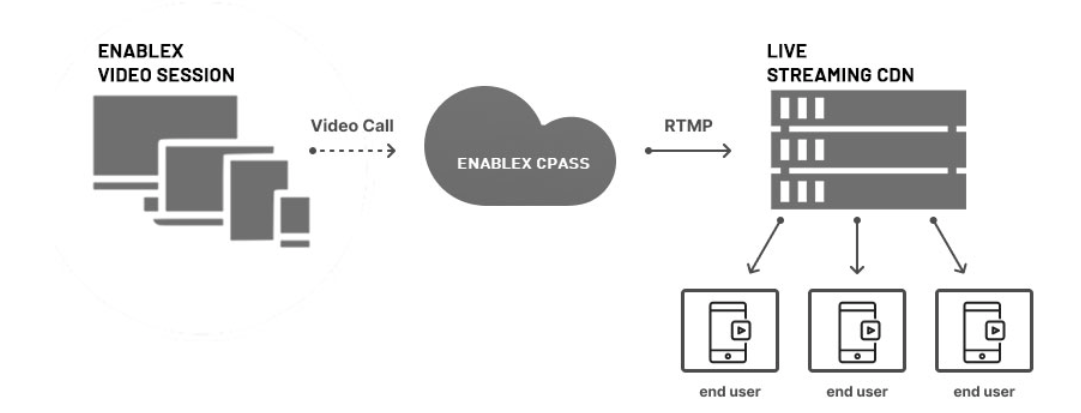 ENABLEX
VIDEO SESSION
Video Call
ENABLEX CPASS
RTMP
LIVE
STREAMING CDN
end user
end user
end user